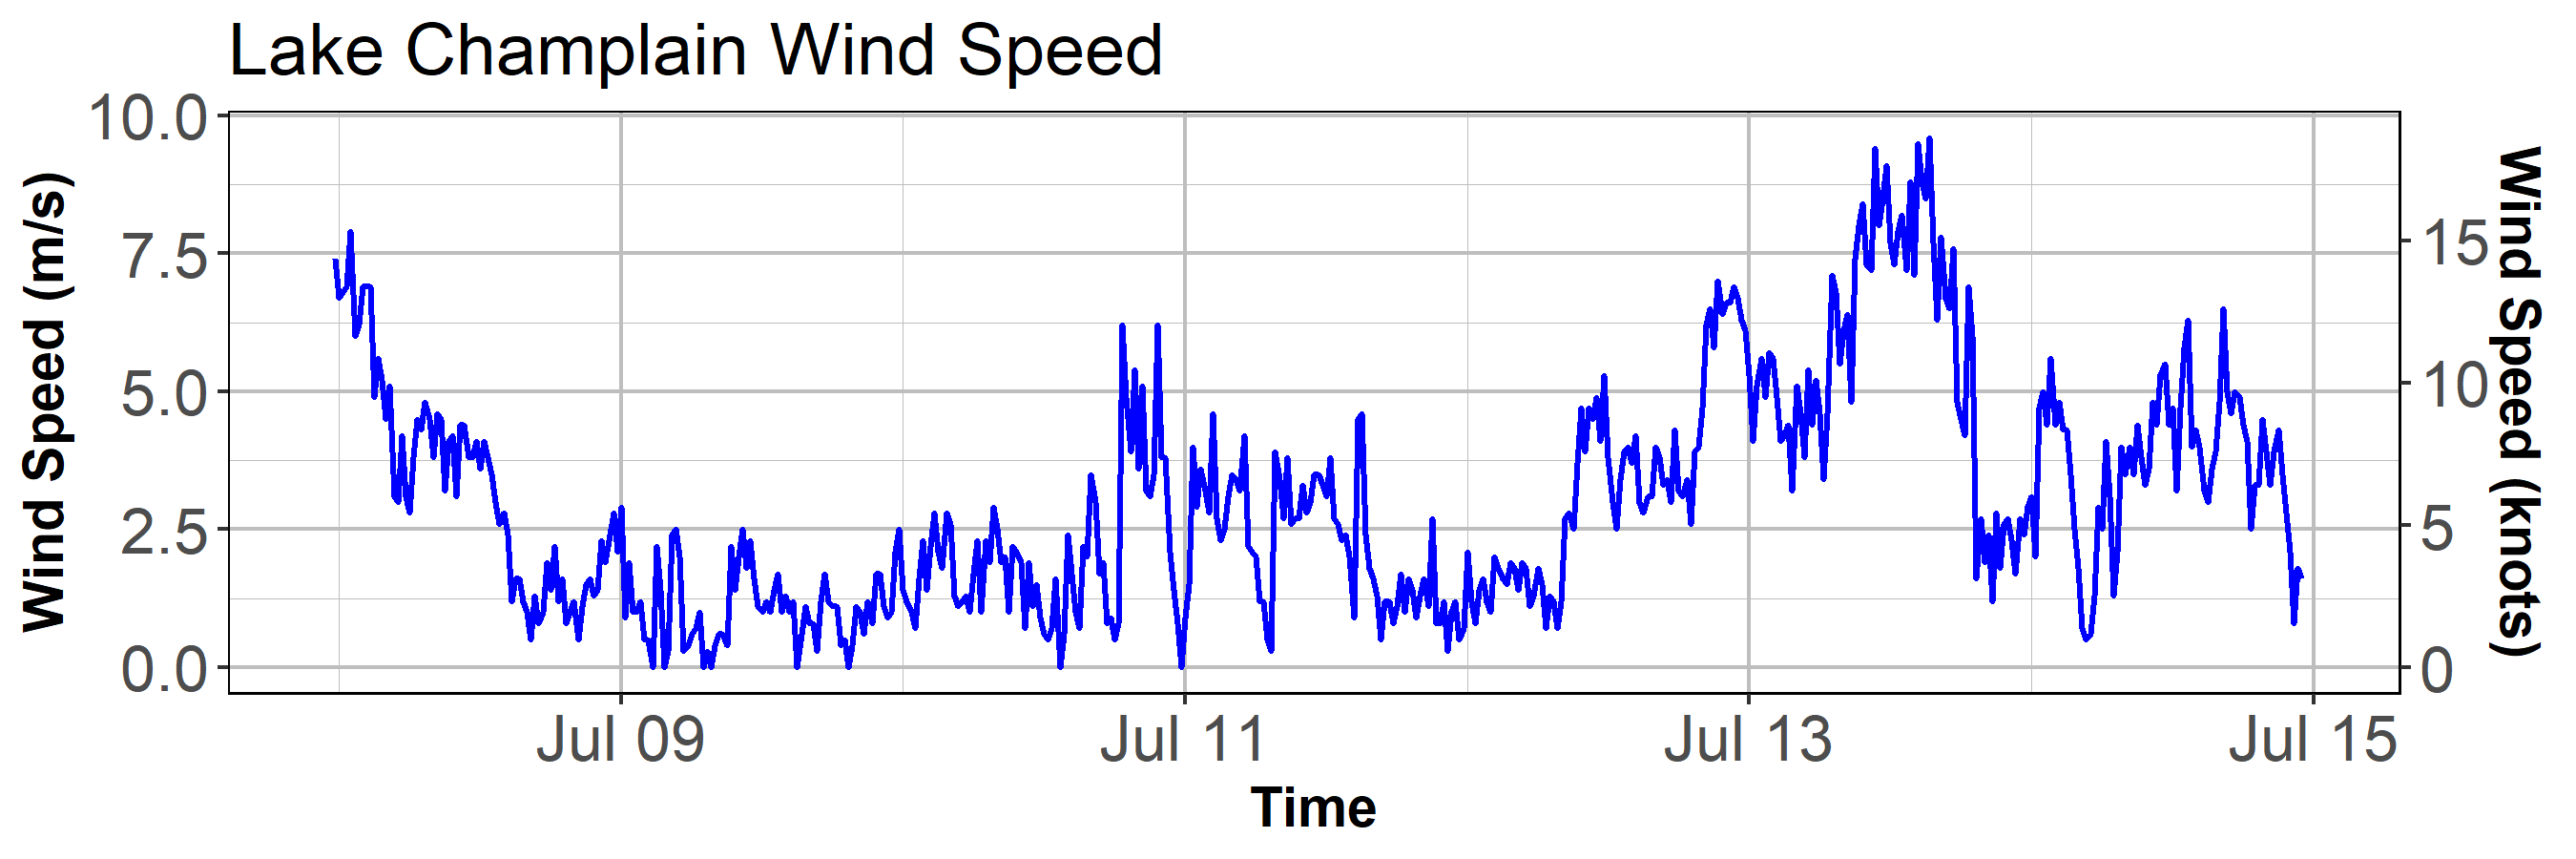 Lake Champlain Wind Speed
10.0
7.5
5.0
2.5
0.0
Wind Speed (m/s)
15
10
5
0
Wind Speed (knots)
Jul 09
Jul 11
Jul 13
Jul 15
Time